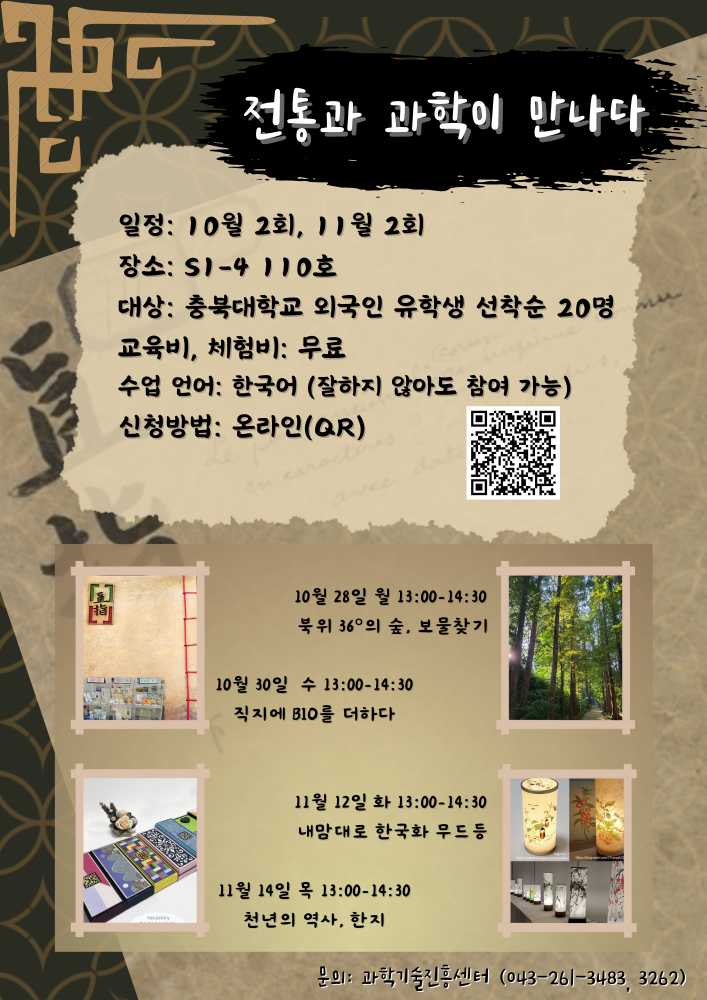 전통과 과학이 만나다
일정: 10월 2회, 11월 2회
장소: S1-4 110호
대상: 충북대학교 외국인 유학생 선착순 20명
교육비, 체험비: 무료
수업 언어: 한국어 (잘하지 않아도 참여 가능)
신청방법: 온라인(QR)
10월 28일 월 13:00-14:30
북위 36°의 숲, 보물찾기
10월 30일 수 13:00-14:30
직지에 BIO를 더하다
11월 12일 화 13:00-14:30
내맘대로 한국화 무드등
11월 14일 목 13:00-14:30
천년의 역사, 한지
문의: 과학기술진흥센터 (043-261-3483, 3262)